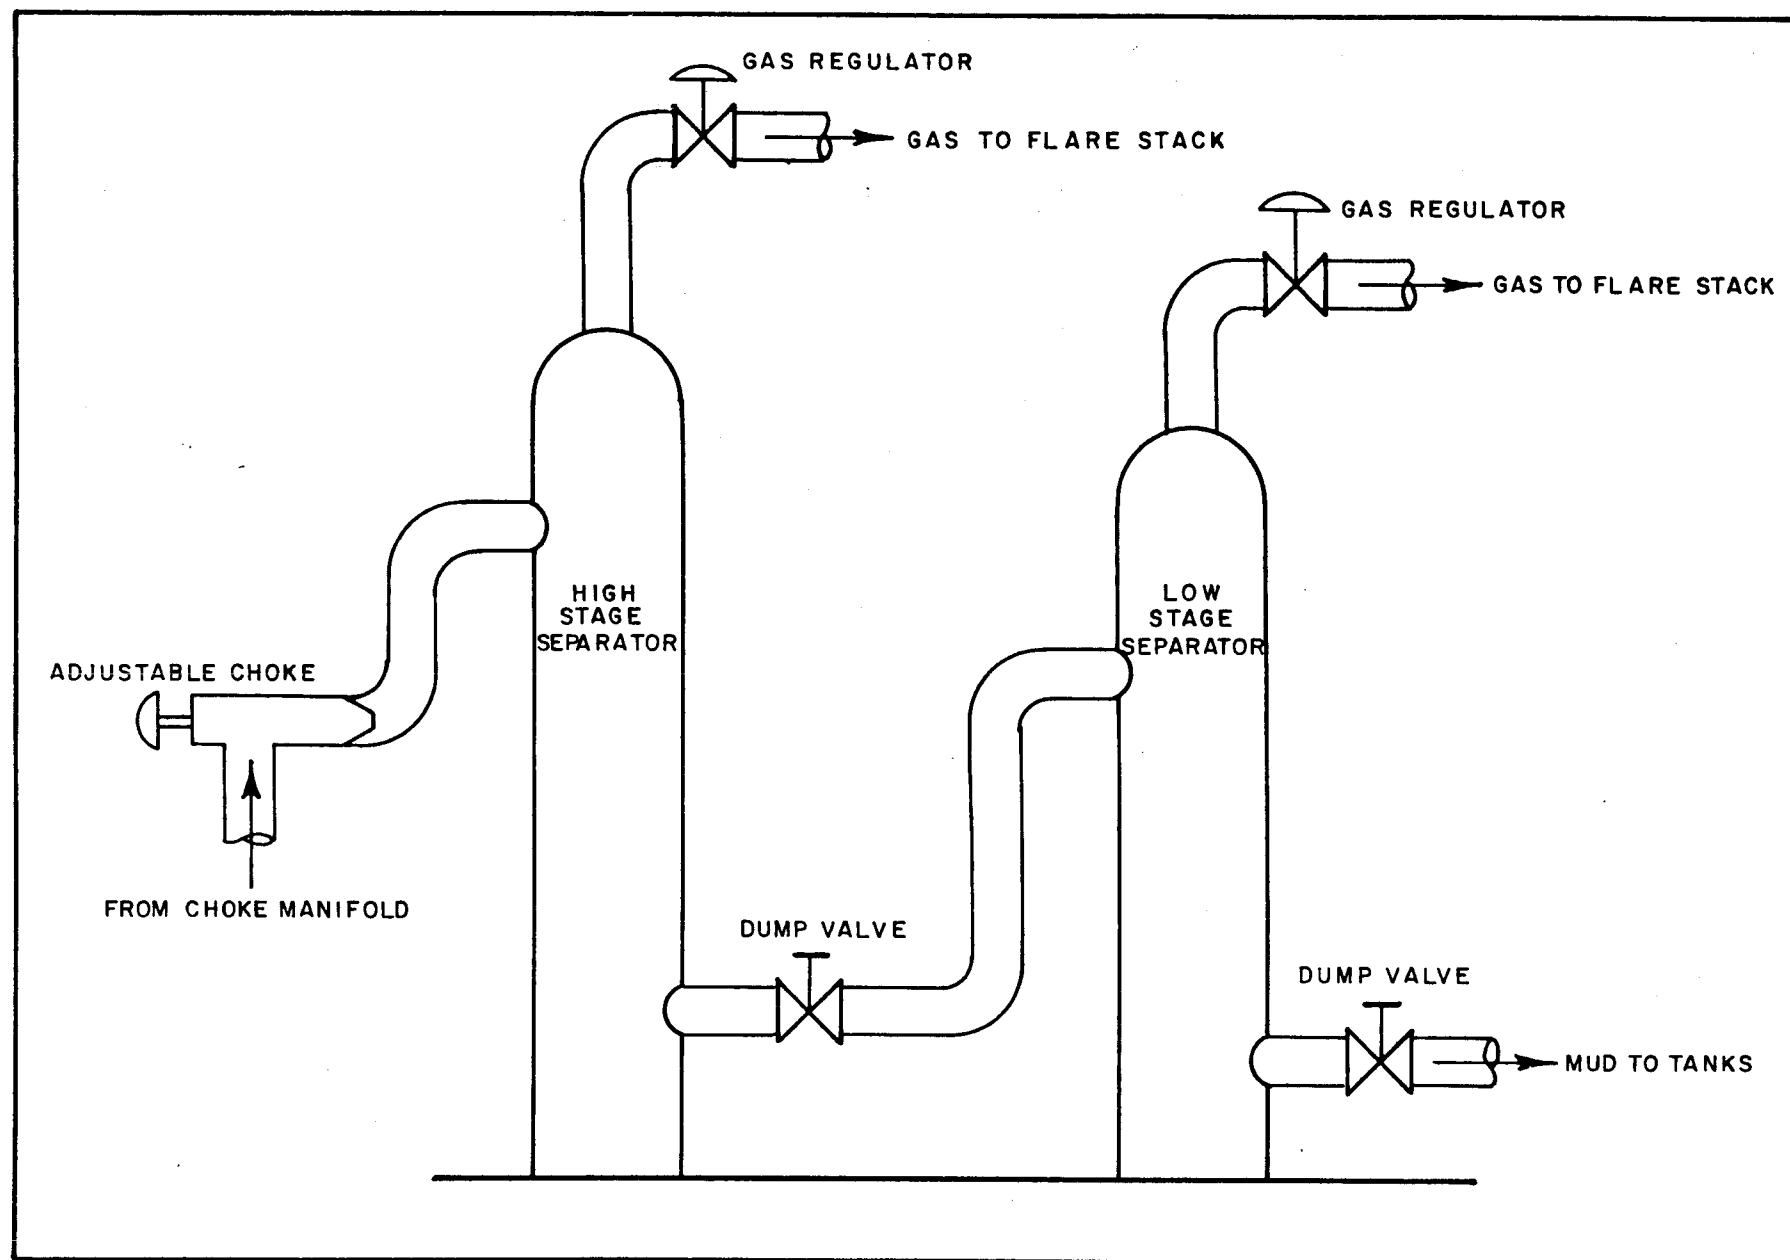 GAS REGULATOR
GAS TO FLARE STACK
GAS REGULATOR
GAS TO FLARE STACK
HIGH
STAGE
SEPARATOR
LOW
STAGE
SEPARATOR
ADJUSTABLE CHOKE
FROM CHOKE MANIFOLD
DUMP VALVE
DUMP VALVE
MUD TO TANKS